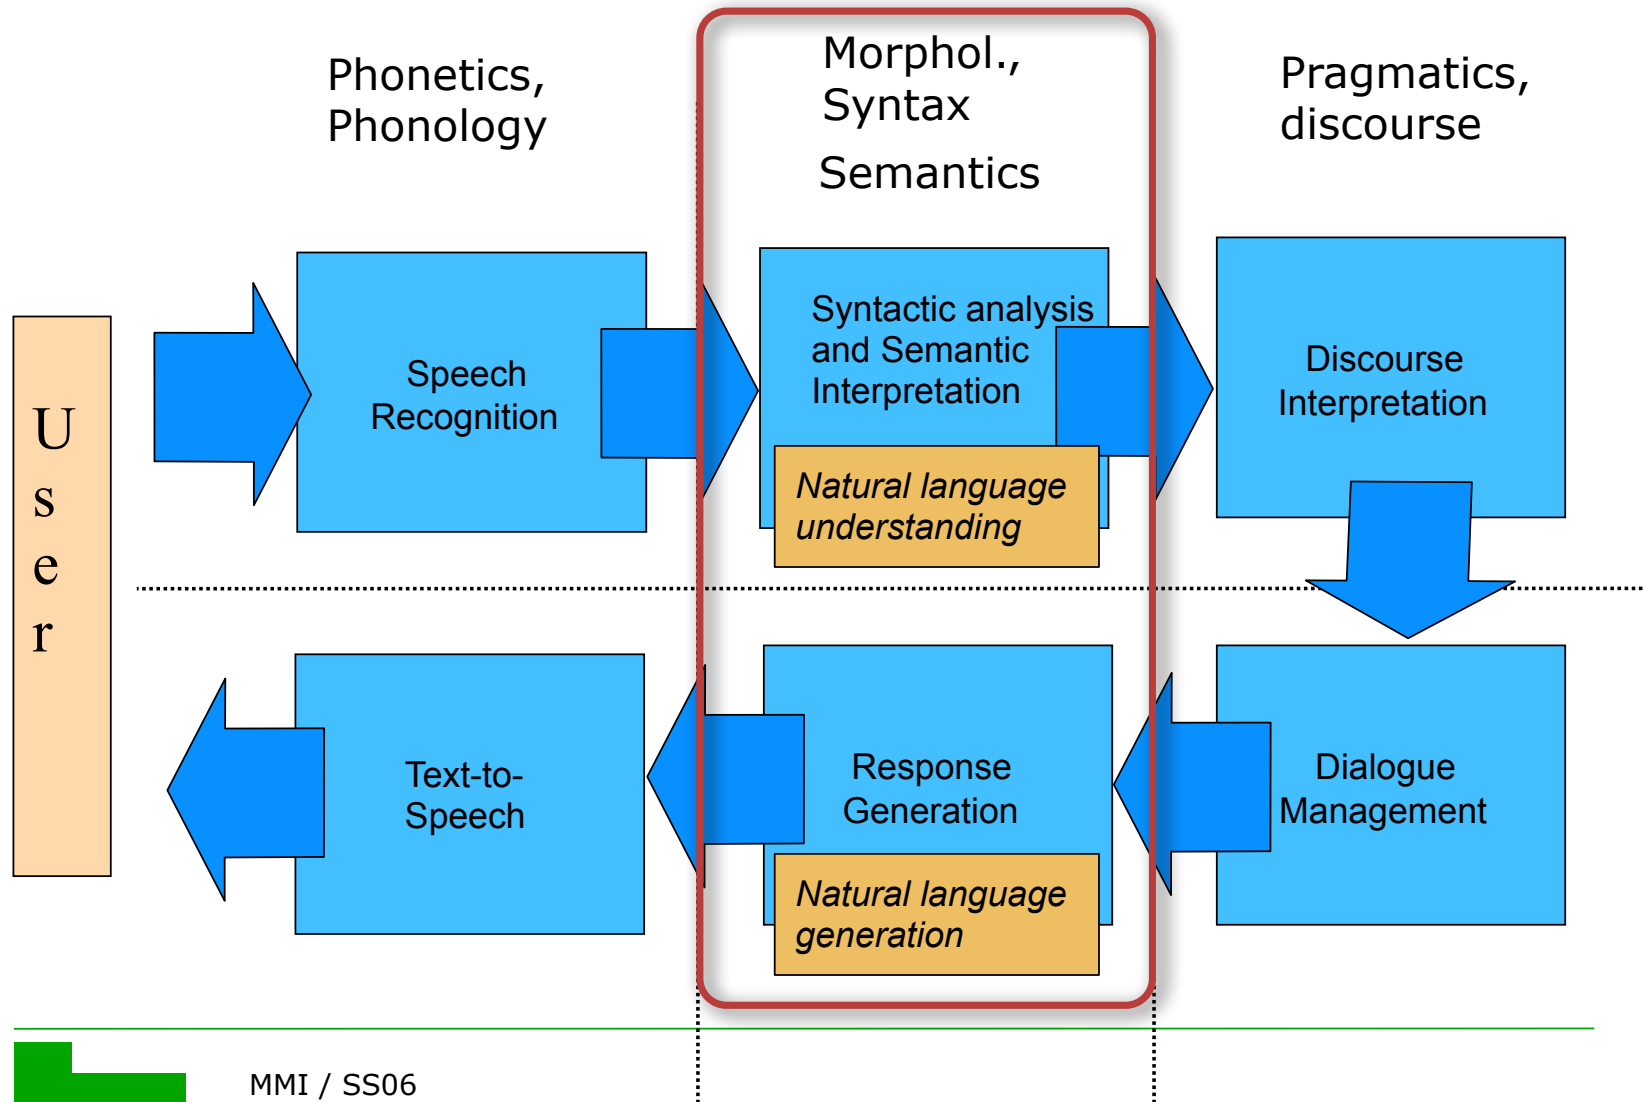 Phonetics,
Phonology
Morphol.,
Syntax
Semantics
Pragmatics,
discourse
User
Speech
Recognition
Syntactic analysis
and Semantic
Interpretation
Natural language
understanding
Discourse
Interpretation
Text-to-
Speech
Response
Generation
Natural language
generation
Dialogue
Management
MMI / SS06